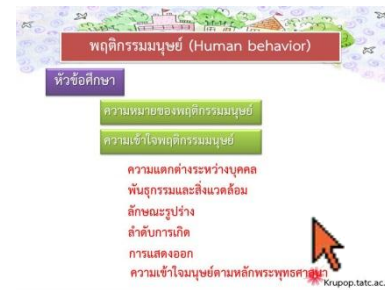 พฤติกรรมมนุษย์ (Human behavior)
หัวข้อศึกษา
ความหมายของพฤติกรรมมนุษย์
ความเข้าใจพฤติกรรมมนุษย์
ความแตกต่างระหว่างบุคคล
พันธุกรรมและสิ่งแวดล้อม
ลักษณะรูปร่าง
ลำดับการเกิด
การแสดงออก
ความเข้าใจมนุษย์ตามหลักพระพุทธศาสนา
Krupop.tatc.ac.